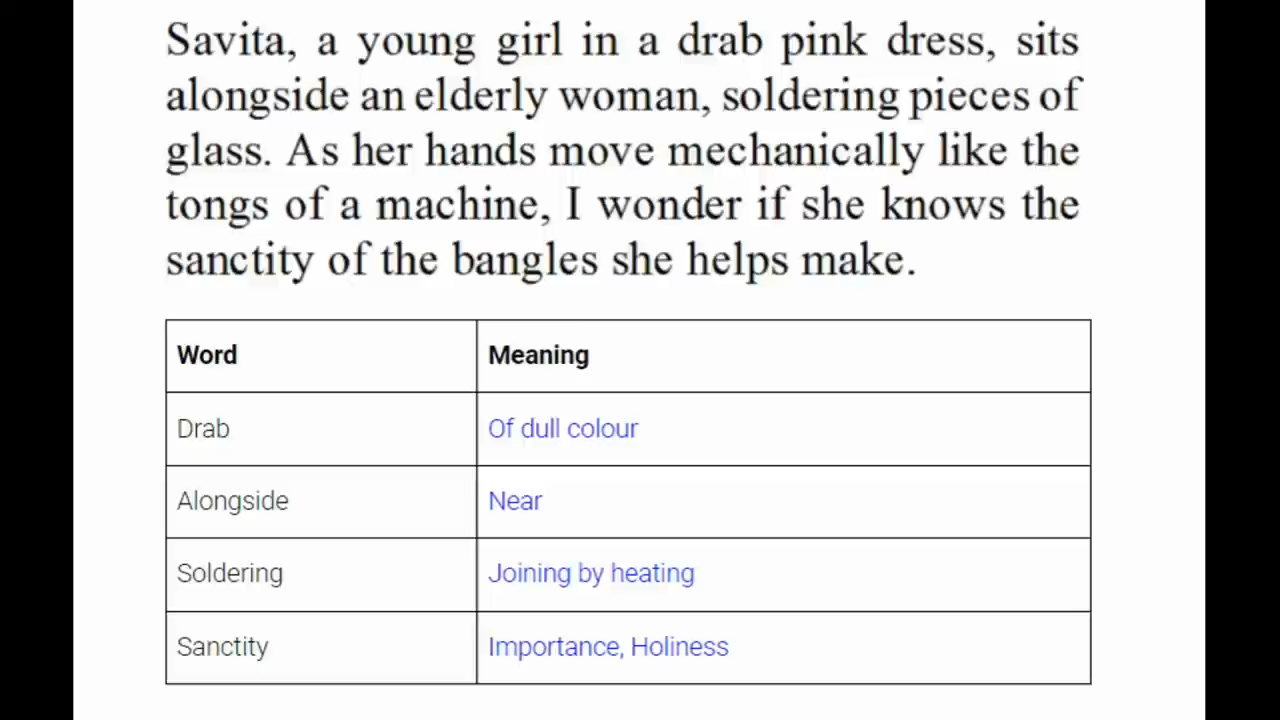 Savita, a young girl in a drab pink dress, sits
alongside an elderly woman, soldering pieces of
glass. As her hands move mechanically like the
tongs of a machine, I wonder if she knows the
sanctity of the bangles she helps make.
Word Meaning
Drab Of dull colour
Alongside Near
Soldering Joining by heating
Sanctity Importance, Holiness